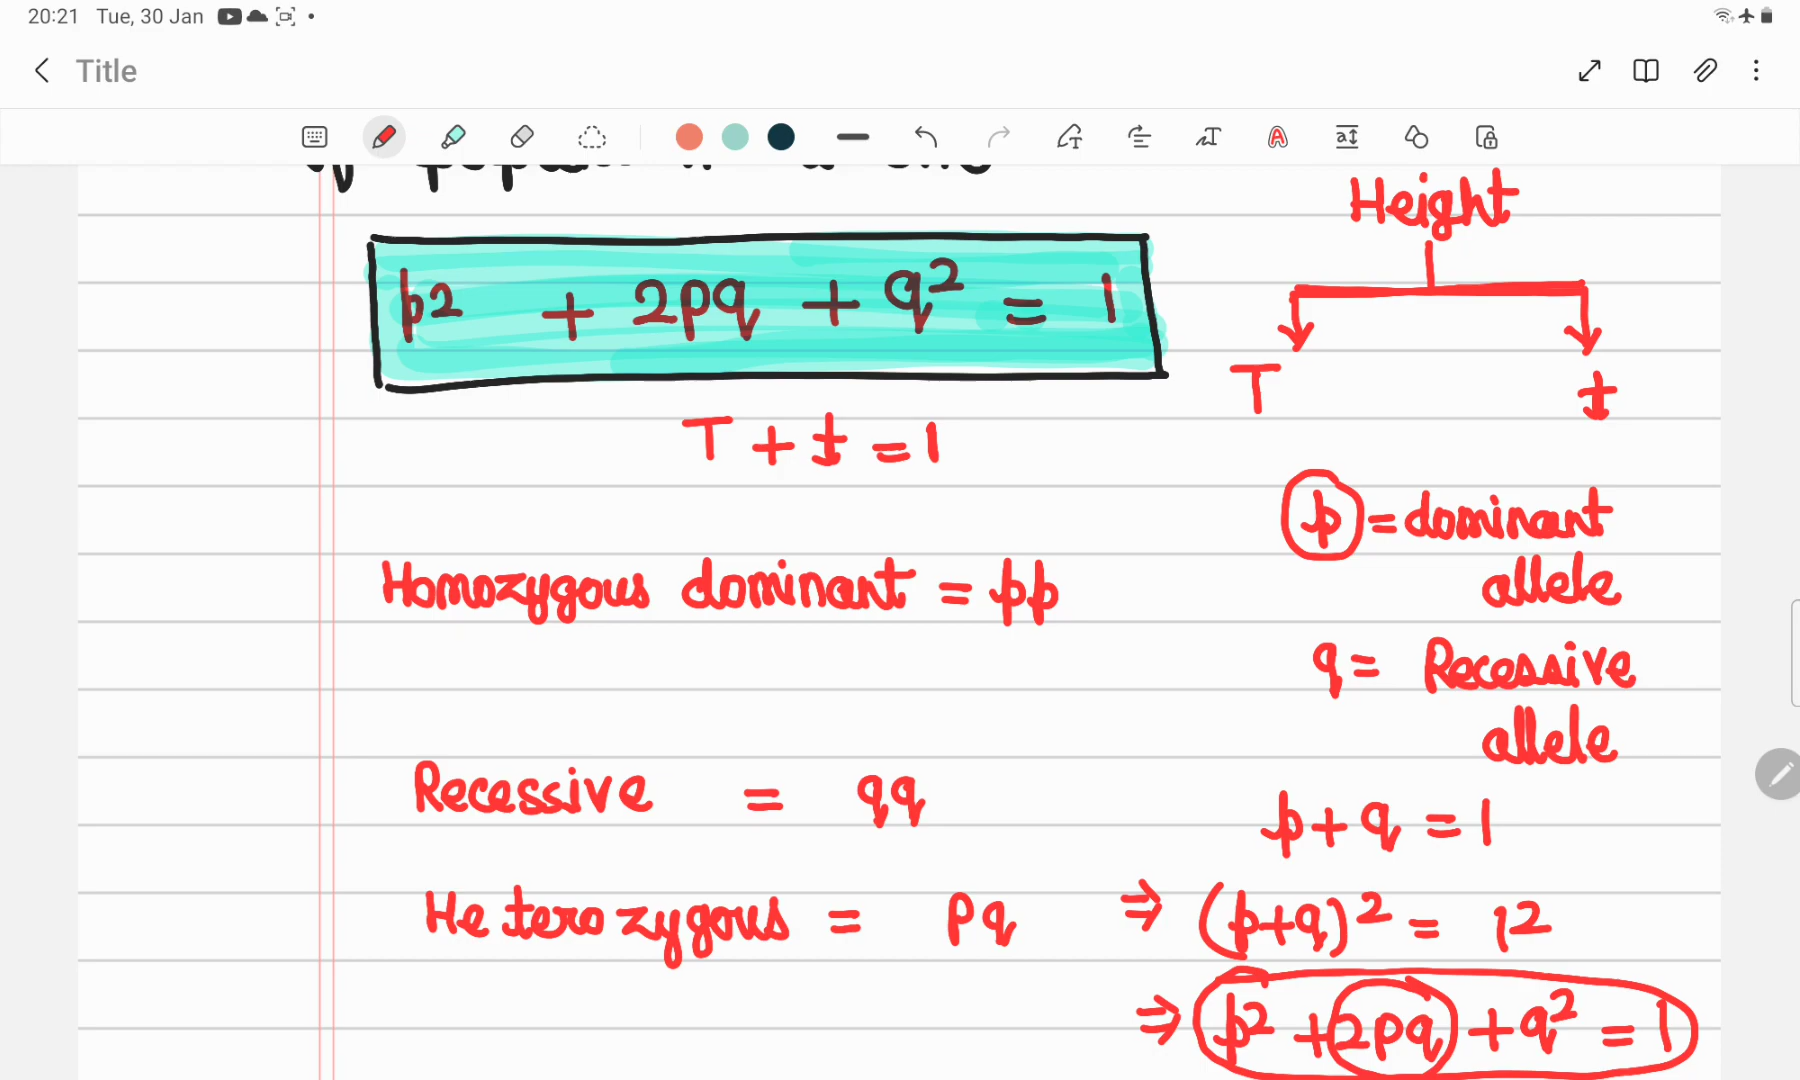 20:21 Tue, 30 Jan
Title
Height
p² + 2pq + q² = 1
T t
T + t = 1
p = dominant
allele
Homozygous dominant = pp
q = Recessive
allele
Recessive = qq
p + q = 1
Heterozygous = pq ⇒ (p+q)² = 1²
⇒ p² + 2pq + q² = 1